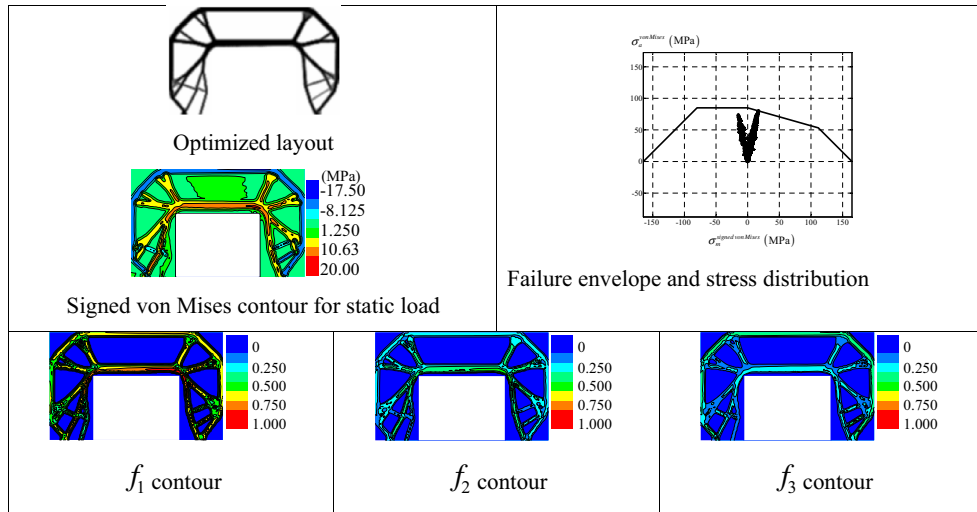 Optimized layout
(MPa)
-17.50
-8.125
1.250
10.63
20.00
Signed von Mises contour for static load
σ_a^{von Mises} (MPa)
150
100
50
0
-50
-150 -100 -50 0 50 100 150
σ_m^{signed von Mises} (MPa)
Failure envelope and stress distribution
0
0.250
0.500
0.750
1.000
f₁ contour
0
0.250
0.500
0.750
1.000
f₂ contour
0
0.250
0.500
0.750
1.000
f₃ contour